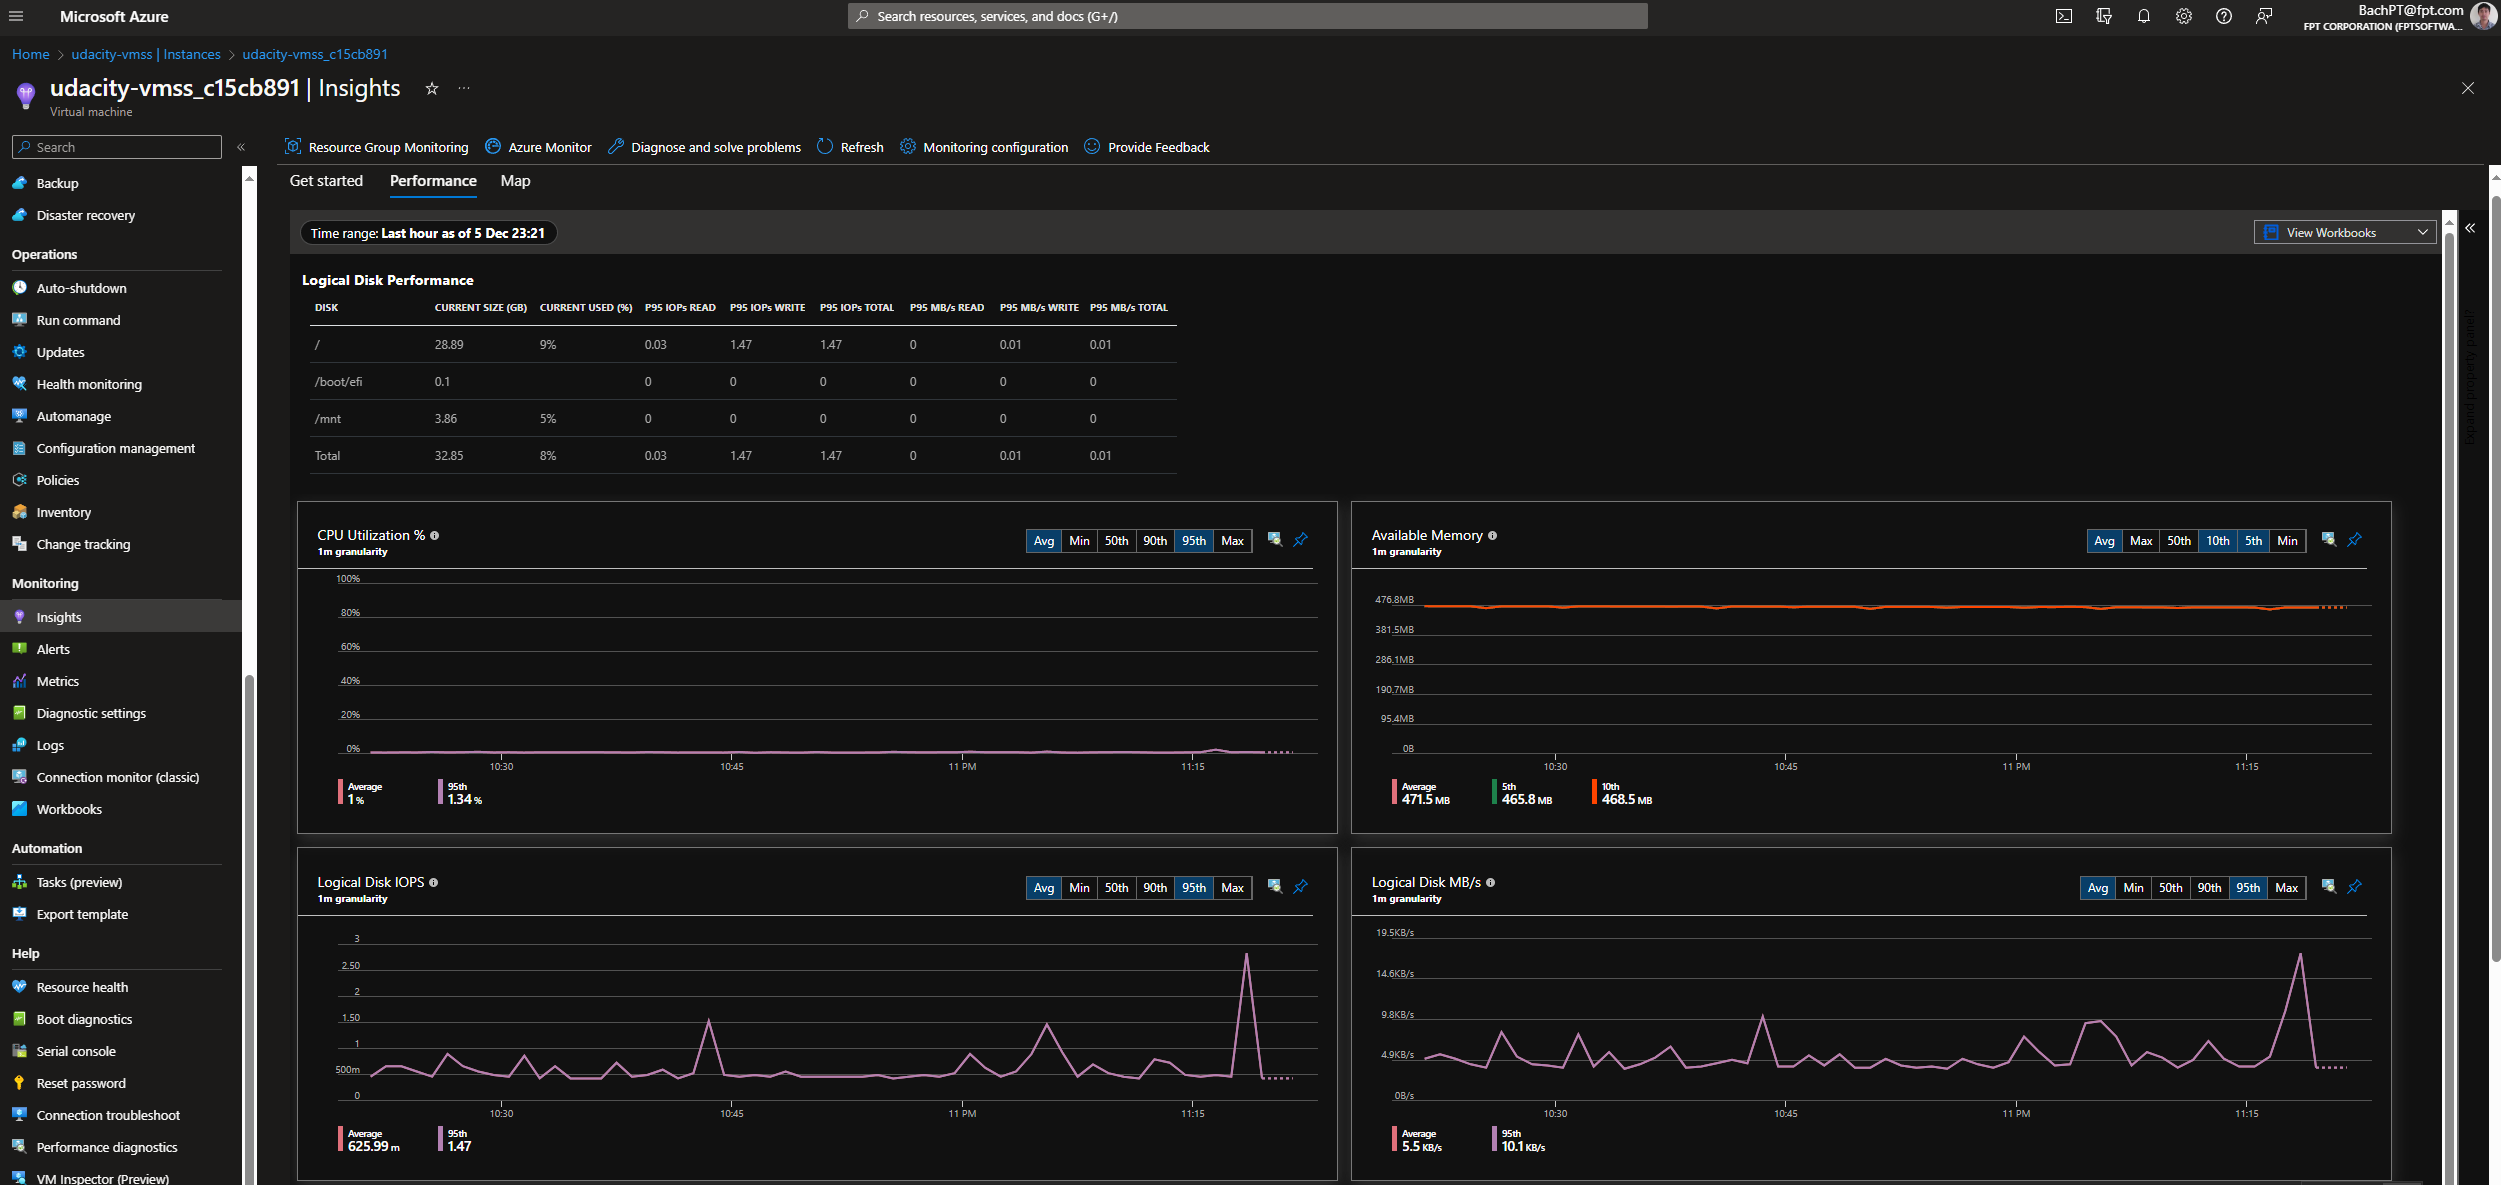 Microsoft Azure
Search resources, services, and docs (G+/)
BachPT@fpt.com
FPT CORPORATION (FPTSOFTWA...
Home > udacity-vmss | Instances > udacity-vmss_c15cb891
udacity-vmss_c15cb891 | Insights
Virtual machine
Search
Backup
Disaster recovery
Operations
Auto-shutdown
Run command
Updates
Health monitoring
Automanage
Configuration management
Policies
Inventory
Change tracking
Monitoring
Insights
Alerts
Metrics
Diagnostic settings
Logs
Connection monitor (classic)
Workbooks
Automation
Tasks (preview)
Export template
Help
Resource health
Boot diagnostics
Serial console
Reset password
Connection troubleshoot
Performance diagnostics
VM Inspector (Preview)
Resource Group Monitoring Azure Monitor Diagnose and solve problems Refresh Monitoring configuration Provide Feedback
Get started Performance Map
Time range: Last hour as of 5 Dec 23:21
View Workbooks
Expand property panel?
Logical Disk Performance
DISK CURRENT SIZE (GB) CURRENT USED (%) P95 IOPs READ P95 IOPs WRITE P95 IOPs TOTAL P95 MB/s READ P95 MB/s WRITE P95 MB/s TOTAL
/ 28.89 9% 0.03 1.47 1.47 0 0.01 0.01
/boot/efi 0.1 0 0 0 0 0 0
/mnt 3.86 5% 0 0 0 0 0 0
Total 32.85 8% 0.03 1.47 1.47 0 0.01 0.01
CPU Utilization %
1m granularity
Avg Min 50th 90th 95th Max
100%
80%
60%
40%
20%
0%
10:30 10:45 11 PM 11:15
Average 95th
1 % 1.34 %
Available Memory
1m granularity
Avg Max 50th 10th 5th Min
476.8MB
381.5MB
286.1MB
190.7MB
95.4MB
0B
10:30 10:45 11 PM 11:15
Average 5th 10th
471.5 MB 465.8 MB 468.5 MB
Logical Disk IOPS
1m granularity
Avg Min 50th 90th 95th Max
3
2.50
2
1.50
1
500m
0
10:30 10:45 11 PM 11:15
Average 95th
625.99 m 1.47
Logical Disk MB/s
1m granularity
Avg Min 50th 90th 95th Max
19.5KB/s
14.6KB/s
9.8KB/s
4.9KB/s
0B/s
10:30 10:45 11 PM 11:15
Average 95th
5.5 KB/s 10.1 KB/s